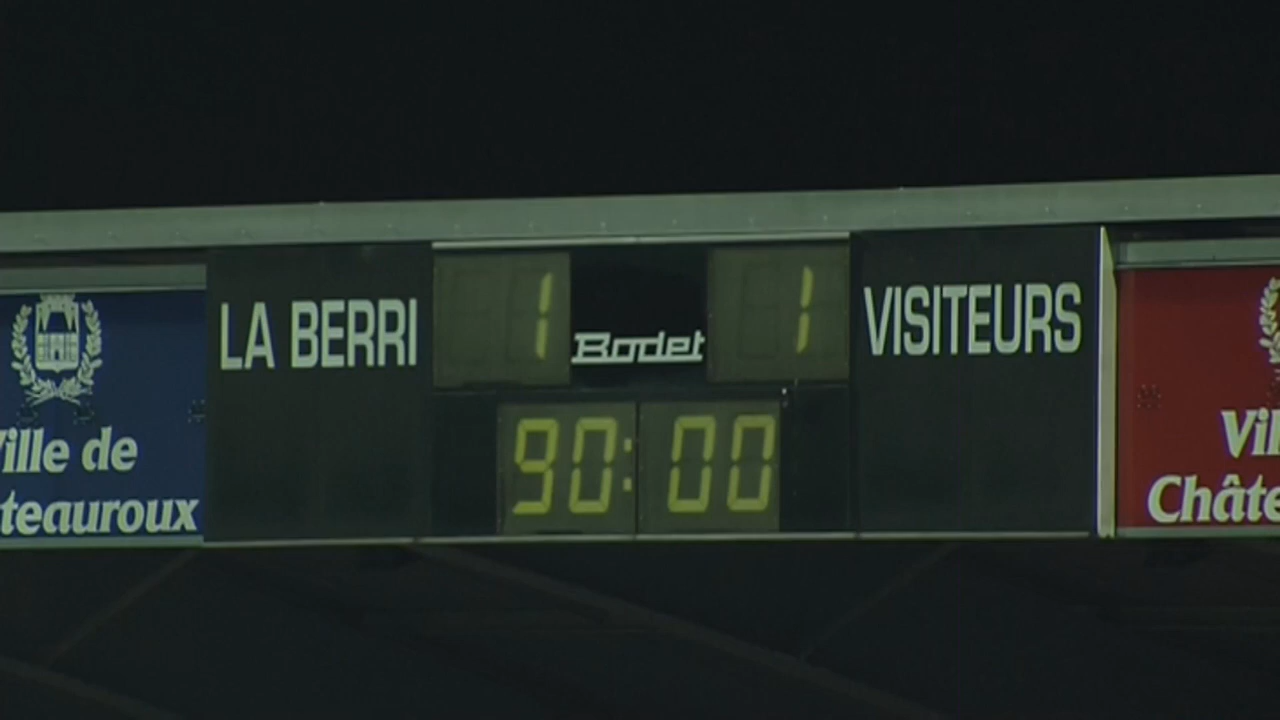 LA BERRI
1
Bodet
1
VISITEURS
90:00
ille de
teauroux
Vil
Châte